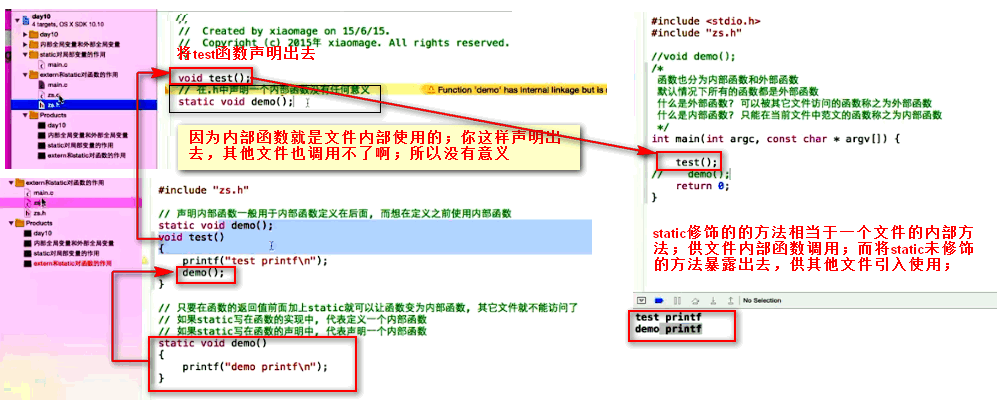 day10
4 targets, OS X SDK 10.10
内部全局变量和外部全局变量
static对局部变量的作用
main.c
extern和static对函数的作用
main.c
zs.c
zs.h
Products
day10
内部全局变量和外部全局变量
static对局部变量的作用
extern和static对函数的作用
//
// Created by xiaomage on 15/6/15.
// Copyright (c) 2015年 xiaomage. All rights reserved.
将test函数声明出去
void test();
// 在.h中声明一个内部函数没有任何意义
Function 'demo' has internal linkage but is
static void demo();
因为内部函数就是文件内部使用的；你这样声明出
去，其他文件也调用不了啊；所以没有意义
extern和static对函数的作用
main.c
zs.h
Products
day10
内部全局变量和外部全局变量
static对局部变量的作用
extern和static对函数的作用
#include "zs.h"
// 声明内部函数一般用于内部函数定义在后面, 而想在定义之前使用内部函数
static void demo();
void test()
{
printf("test printf\n");
demo();
}
// 只要在函数的返回值前面加上static就可以让函数变为内部函数, 其它文件就不能访问了
// 如果static写在函数的实现中, 代表定义一个内部函数
// 如果static写在函数的声明中, 代表声明一个内部函数
static void demo()
{
printf("demo printf\n");
}
#include <stdio.h>
#include "zs.h"
//void demo();
/*
函数也分为内部函数和外部函数
默认情况下所有的函数都是外部函数
什么是外部函数? 可以被其它文件访问的函数称之为外部函数
什么是内部函数? 只能在当前文件中范文的函数称之为内部函数
*/
int main(int argc, const char * argv[]) {
test();
// demo();
return 0;
}
static修饰的的方法相当于一个文件的内部方
法；供文件内部函数调用；而将static未修饰
的方法暴露出去，供其他文件引入使用；
No Selection
test printf
demo printf